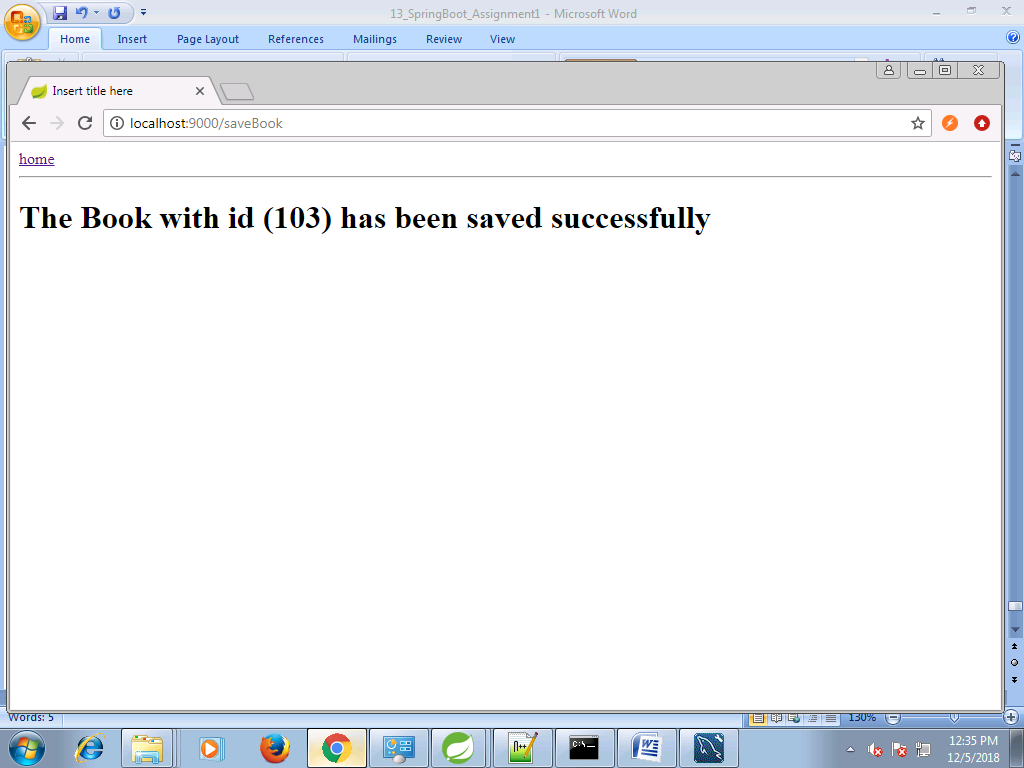 13_SpringBoot_Assignment1 - Microsoft Word
Home Insert Page Layout References Mailings Review View
Insert title here
localhost:9000/saveBook
home
The Book with id (103) has been saved successfully
Words: 5
130%
12:35 PM
12/5/2018